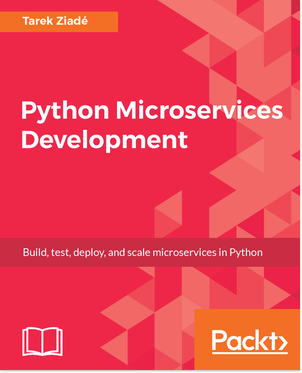 Tarek Ziadé
Python Microservices
Development
Build, test, deploy, and scale microservices in Python
Packt>